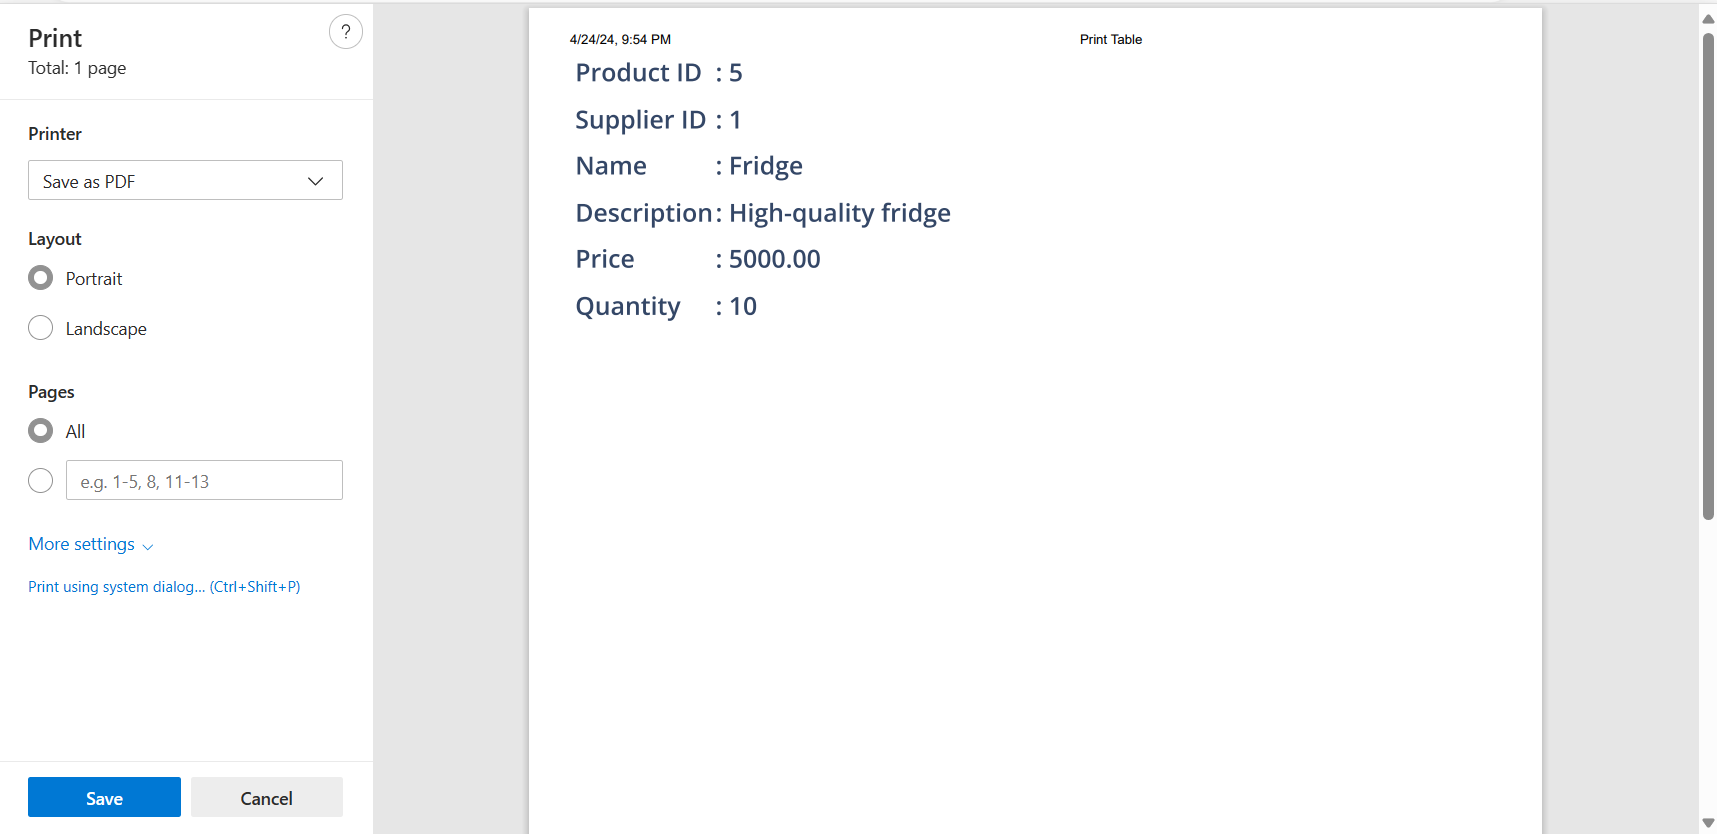 Print
?
Total: 1 page
Printer
Save as PDF
Layout
Portrait
Landscape
Pages
All
e.g. 1-5, 8, 11-13
More settings
Print using system dialog... (Ctrl+Shift+P)
Save
Cancel
4/24/24, 9:54 PM
Print Table
Product ID : 5
Supplier ID : 1
Name : Fridge
Description : High-quality fridge
Price : 5000.00
Quantity : 10